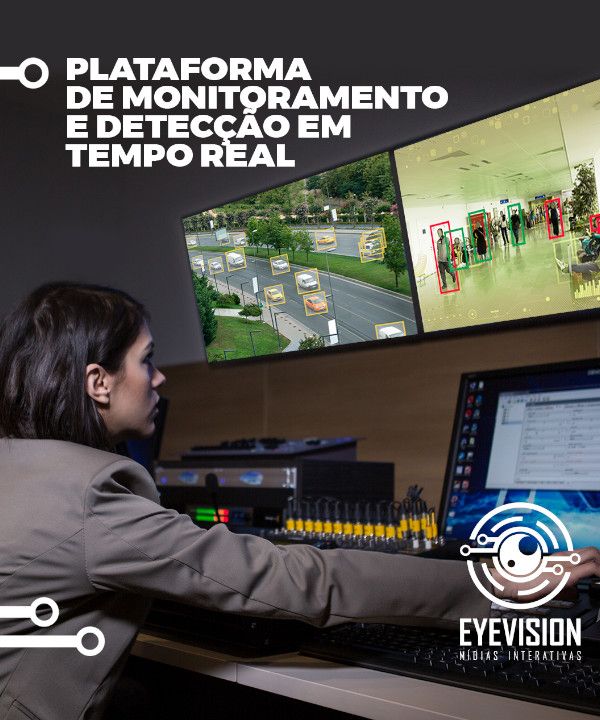 PLATAFORMA
DE MONITORAMENTO
E DETECÇÃO EM
TEMPO REAL
EYEVISION
MÍDIAS INTERATIVAS